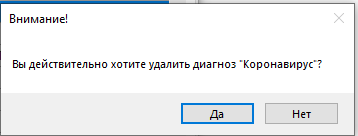 Внимание!
Вы действительно хотите удалить диагноз "Коронавирус"?
Да
Нет